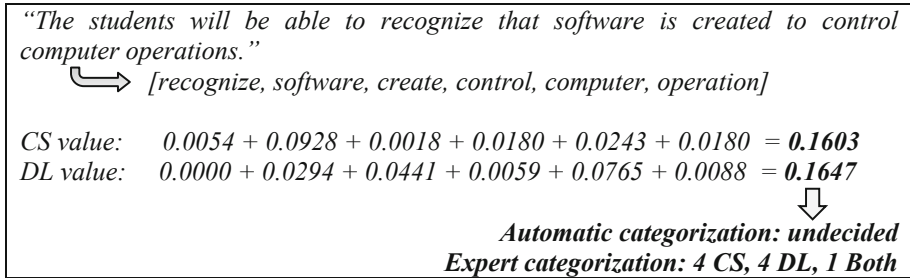 “The students will be able to recognize that software is created to control
computer operations.”
[recognize, software, create, control, computer, operation]
CS value: 0.0054 + 0.0928 + 0.0018 + 0.0180 + 0.0243 + 0.0180 = 0.1603
DL value: 0.0000 + 0.0294 + 0.0441 + 0.0059 + 0.0765 + 0.0088 = 0.1647
Automatic categorization: undecided
Expert categorization: 4 CS, 4 DL, 1 Both